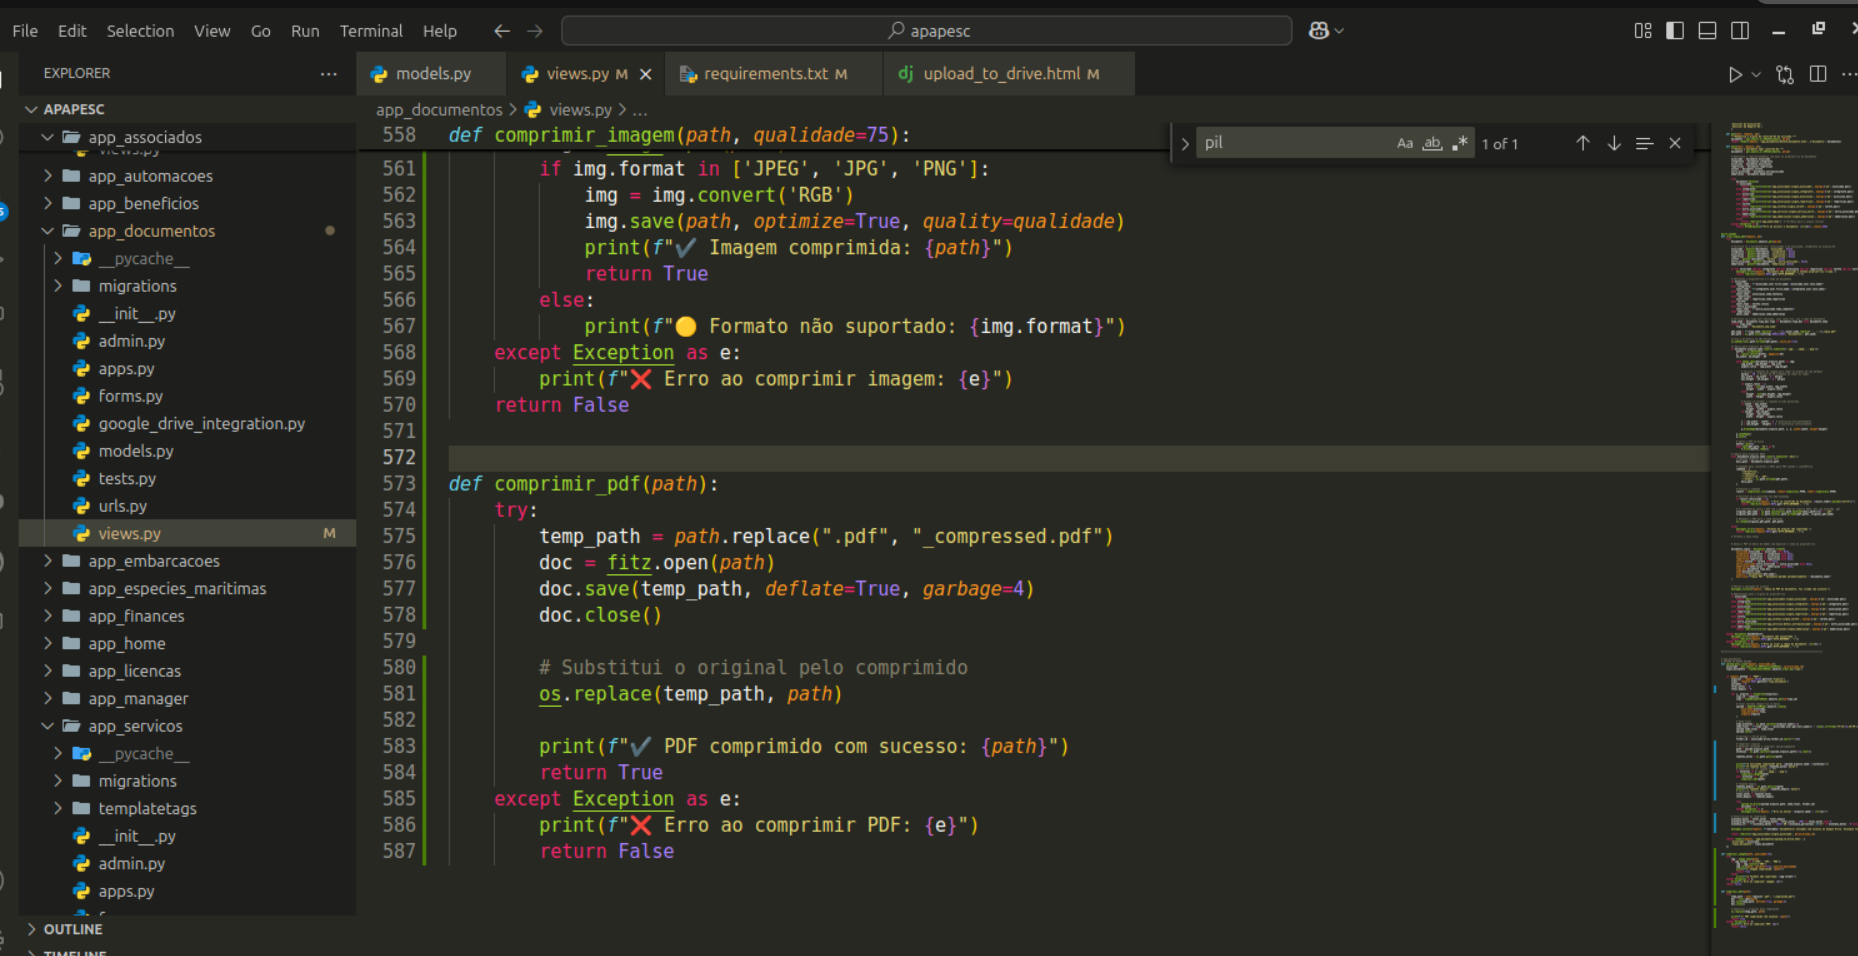 File Edit Selection View Go Run Terminal Help
apapesc
EXPLORER
models.py
views.py M
requirements.txt M
upload_to_drive.html M
APAPESC
app_documentos > views.py > ...
app_associados
app_automacoes
app_beneficios
app_documentos
__pycache__
migrations
__init__.py
admin.py
apps.py
forms.py
google_drive_integration.py
models.py
tests.py
urls.py
views.py M
app_embarcacoes
app_especies_maritimas
app_finances
app_home
app_licencas
app_manager
app_servicos
__pycache__
migrations
templatetags
__init__.py
admin.py
apps.py
OUTLINE
TIMELINE
pil
Aa ab .* 1 of 1
558 def comprimir_imagem(path, qualidade=75):
561 if img.format in ['JPEG', 'JPG', 'PNG']:
562 img = img.convert('RGB')
563 img.save(path, optimize=True, quality=qualidade)
564 print(f"✔️ Imagem comprimida: {path}")
565 return True
566 else:
567 print(f"🟡 Formato não suportado: {img.format}")
568 except Exception as e:
569 print(f"❌ Erro ao comprimir imagem: {e}")
570 return False
571
572
573 def comprimir_pdf(path):
574 try:
575 temp_path = path.replace(".pdf", "_compressed.pdf")
576 doc = fitz.open(path)
577 doc.save(temp_path, deflate=True, garbage=4)
578 doc.close()
579
580 # Substitui o original pelo comprimido
581 os.replace(temp_path, path)
582
583 print(f"✔️ PDF comprimido com sucesso: {path}")
584 return True
585 except Exception as e:
586 print(f"❌ Erro ao comprimir PDF: {e}")
587 return False